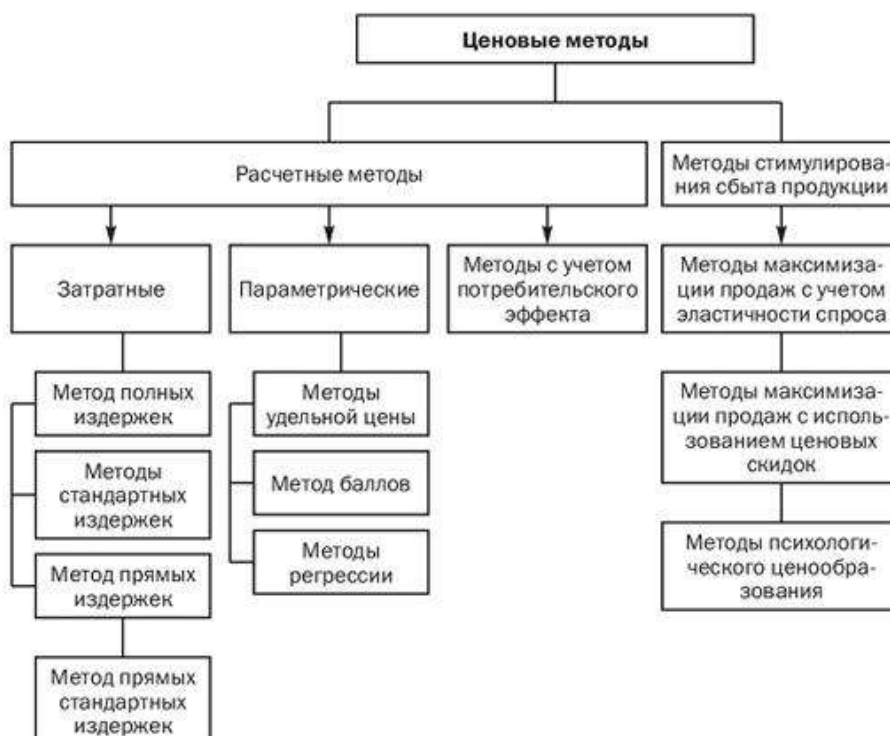 Ценовые методы
Расчетные методы
Методы стимулирова-
ния сбыта продукции
Затратные
Параметрические
Методы с учетом
потребительского
эффекта
Методы максимиза-
ции продаж с учетом
эластичности спроса
Метод полных
издержек
Методы
стандартных
издержек
Метод прямых
издержек
Метод прямых
стандартных
издержек
Методы
удельной цены
Метод баллов
Методы
регрессии
Методы максимиза-
ции продаж с исполь-
зованием ценовых
скидок
Методы психологи-
ческого ценообра-
зования